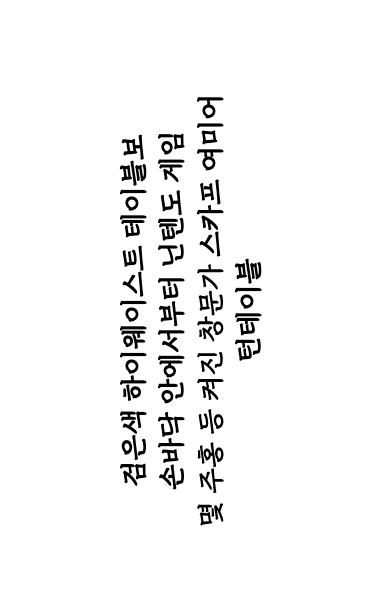 검은색 하이웨이스트 테이블보
손바닥 안에서부터 닌텐도 게임
몇 주홍 등 켜진 창문가 스카프 여미어
턴테이블